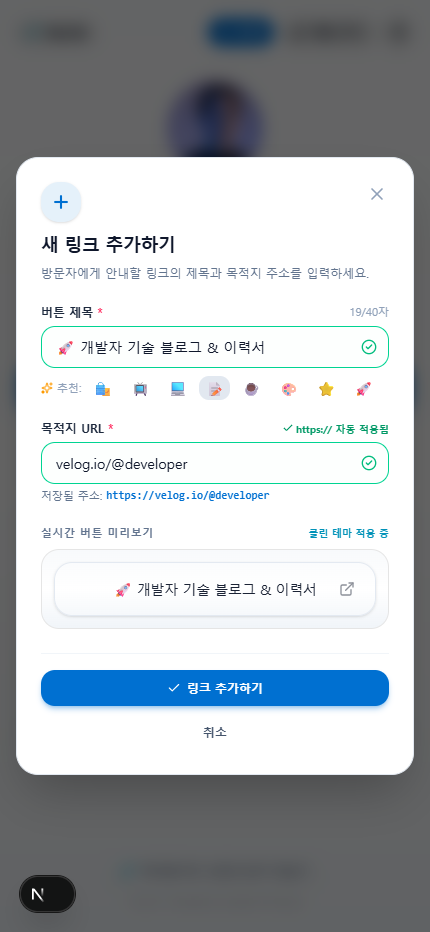 새 링크 추가하기
방문자에게 안내할 링크의 제목과 목적지 주소를 입력하세요.
버튼 제목 * 19/40자
🚀 개발자 기술 블로그 & 이력서
✨ 추천: 🛍️ 📺 💻 📝 ☕ 🎨 ⭐ 🚀
목적지 URL * ✓ https:// 자동 적용됨
velog.io/@developer
저장될 주소: https://velog.io/@developer
실시간 버튼 미리보기 클린 테마 적용 중
🚀 개발자 기술 블로그 & 이력서
✓ 링크 추가하기
취소
N